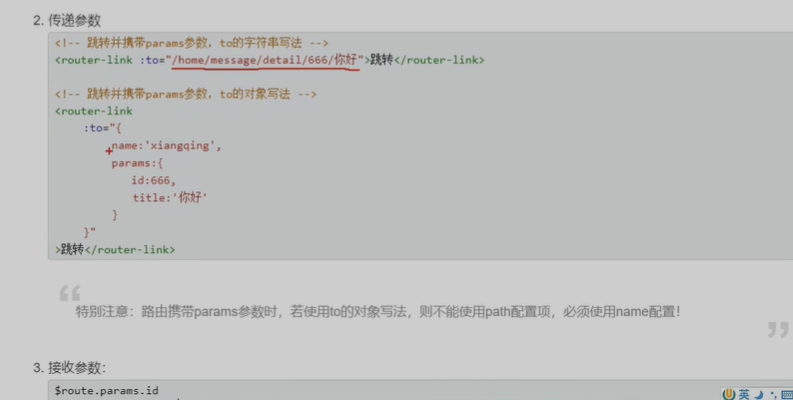 2. 传递参数
<!-- 跳转并携带params参数，to的字符串写法 -->
<router-link :to="/home/message/detail/666/你好">跳转</router-link>
<!-- 跳转并携带params参数，to的对象写法 -->
<router-link
:to="{
name:'xiangqing',
params:{
id:666,
title:'你好'
}
}"
>跳转</router-link>
特别注意：路由携带params参数时，若使用to的对象写法，则不能使用path配置项，必须使用name配置！
3. 接收参数：
$route.params.id
英